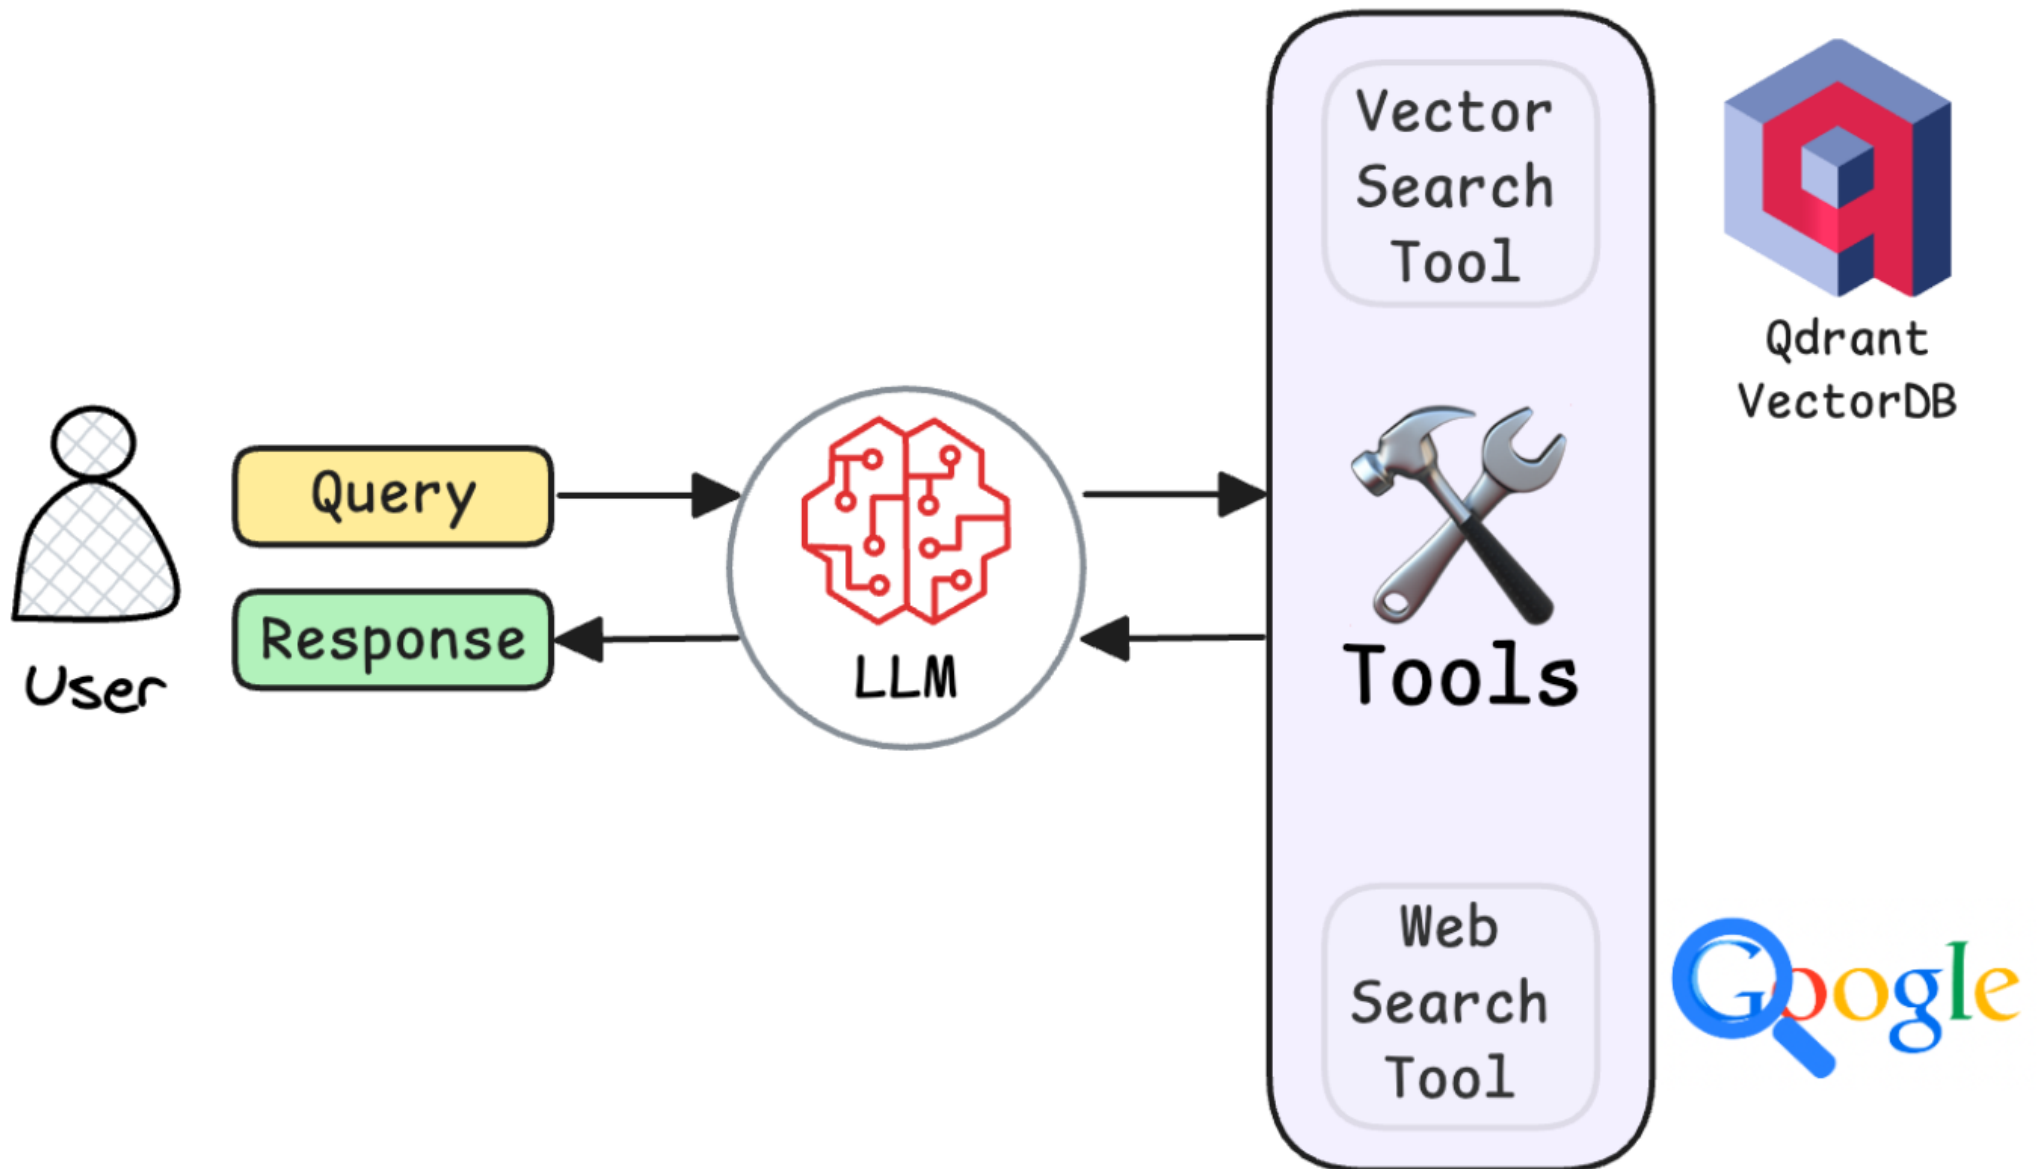 Vector
Search
Tool
Qdrant
VectorDB
Query
Response
User
LLM
Tools
Web
Search
Tool
Google